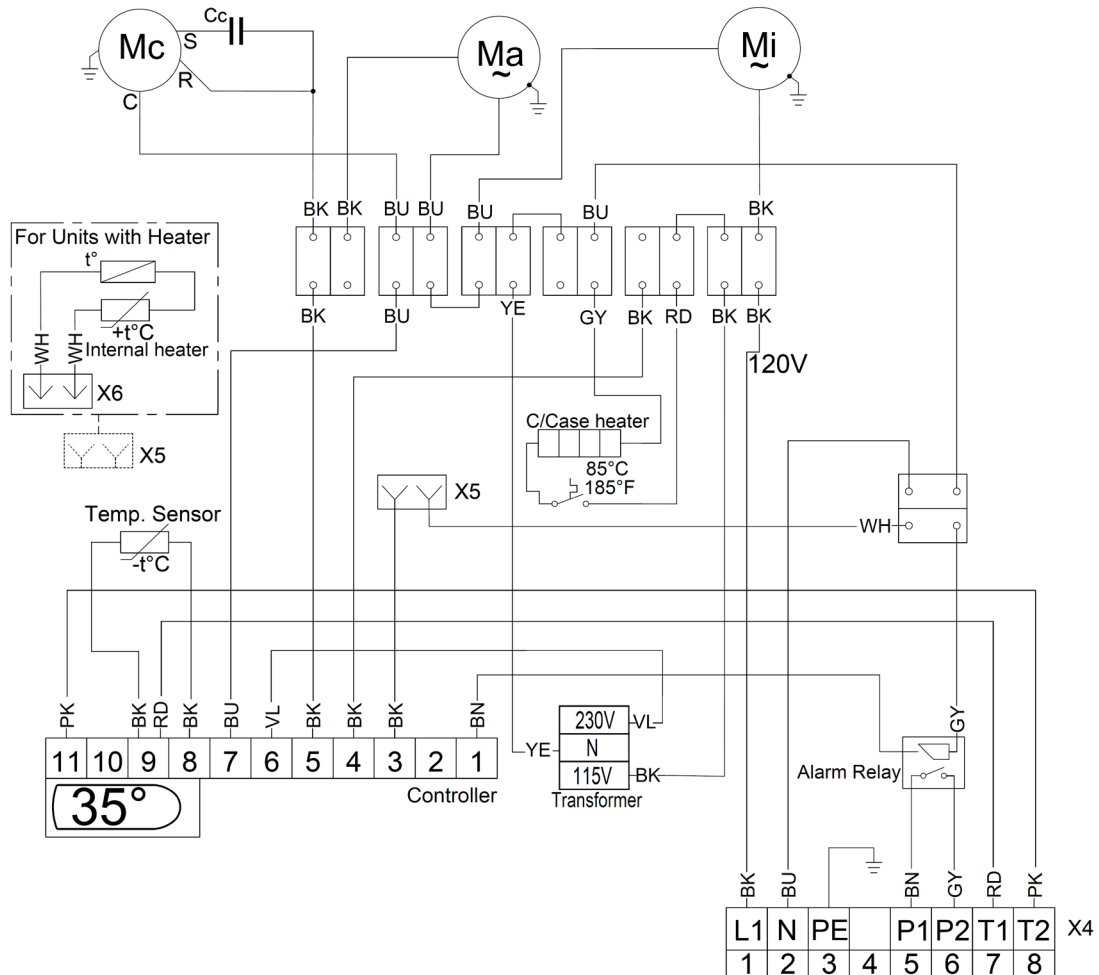 Cc
Mc
S
R
C
Ma
~
Mi
~
BK BK BU BU BU BU BK
For Units with Heater
t°
+t°C
WH WH
Internal heater
X6
X5
BK BU YE GY BK RD BK BK
120V
C/Case heater
85°C
185°F
X5
WH
Temp. Sensor
-t°C
PK BK RD BK BU VL BK BK BK BN
11 10 9 8 7 6 5 4 3 2 1
Controller
35°
230V VL
YE N
115V BK
Transformer
GY
Alarm Relay
BK BU BN GY RD PK
L1 N PE P1 P2 T1 T2 X4
1 2 3 4 5 6 7 8